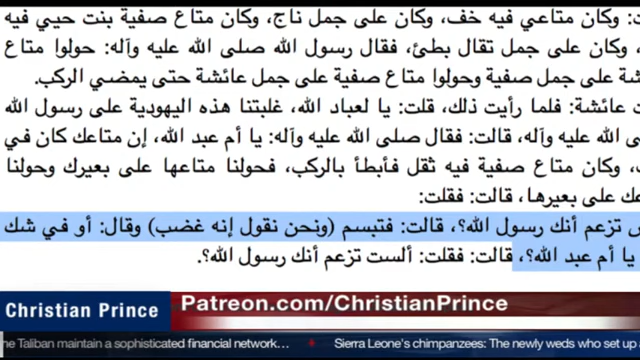 ت: وكان متاعي فيه خف، وكان على جمل ناج، وكان متاع صفية بنت حيي فيه
، وكان على جمل ثقال بطئ، فقال رسول الله صلى الله عليه وآله: حولوا متاع
شة على جمل صفية وحولوا متاع صفية على جمل عائشة حتى يمضي الركب.
ت عائشة: فلما رأيت ذلك، قلت: يا لعباد الله، غلبتنا هذه اليهودية على رسول الله
ى الله عليه وآله، قالت: فقال صلى الله عليه وآله: يا أم عبد الله، إن متاعك كان في
، وكان متاع صفية فيه ثقل فأبطأ بالركب، فحولنا متاعها على بعيرك وحولنا
عك على بعيرها، قالت: فقلت:
تزعم أنك رسول الله؟، قالت: فتبسم (ونحن نقول إنه غضب) وقال: أو في شك
يا أم عبد الله؟، قالت: فقلت: ألست تزعم أنك رسول الله؟.
Christian Prince
Patreon.com/ChristianPrince
he Taliban maintain a sophisticated financial network… Sierra Leone's chimpanzees: The newly weds who set up